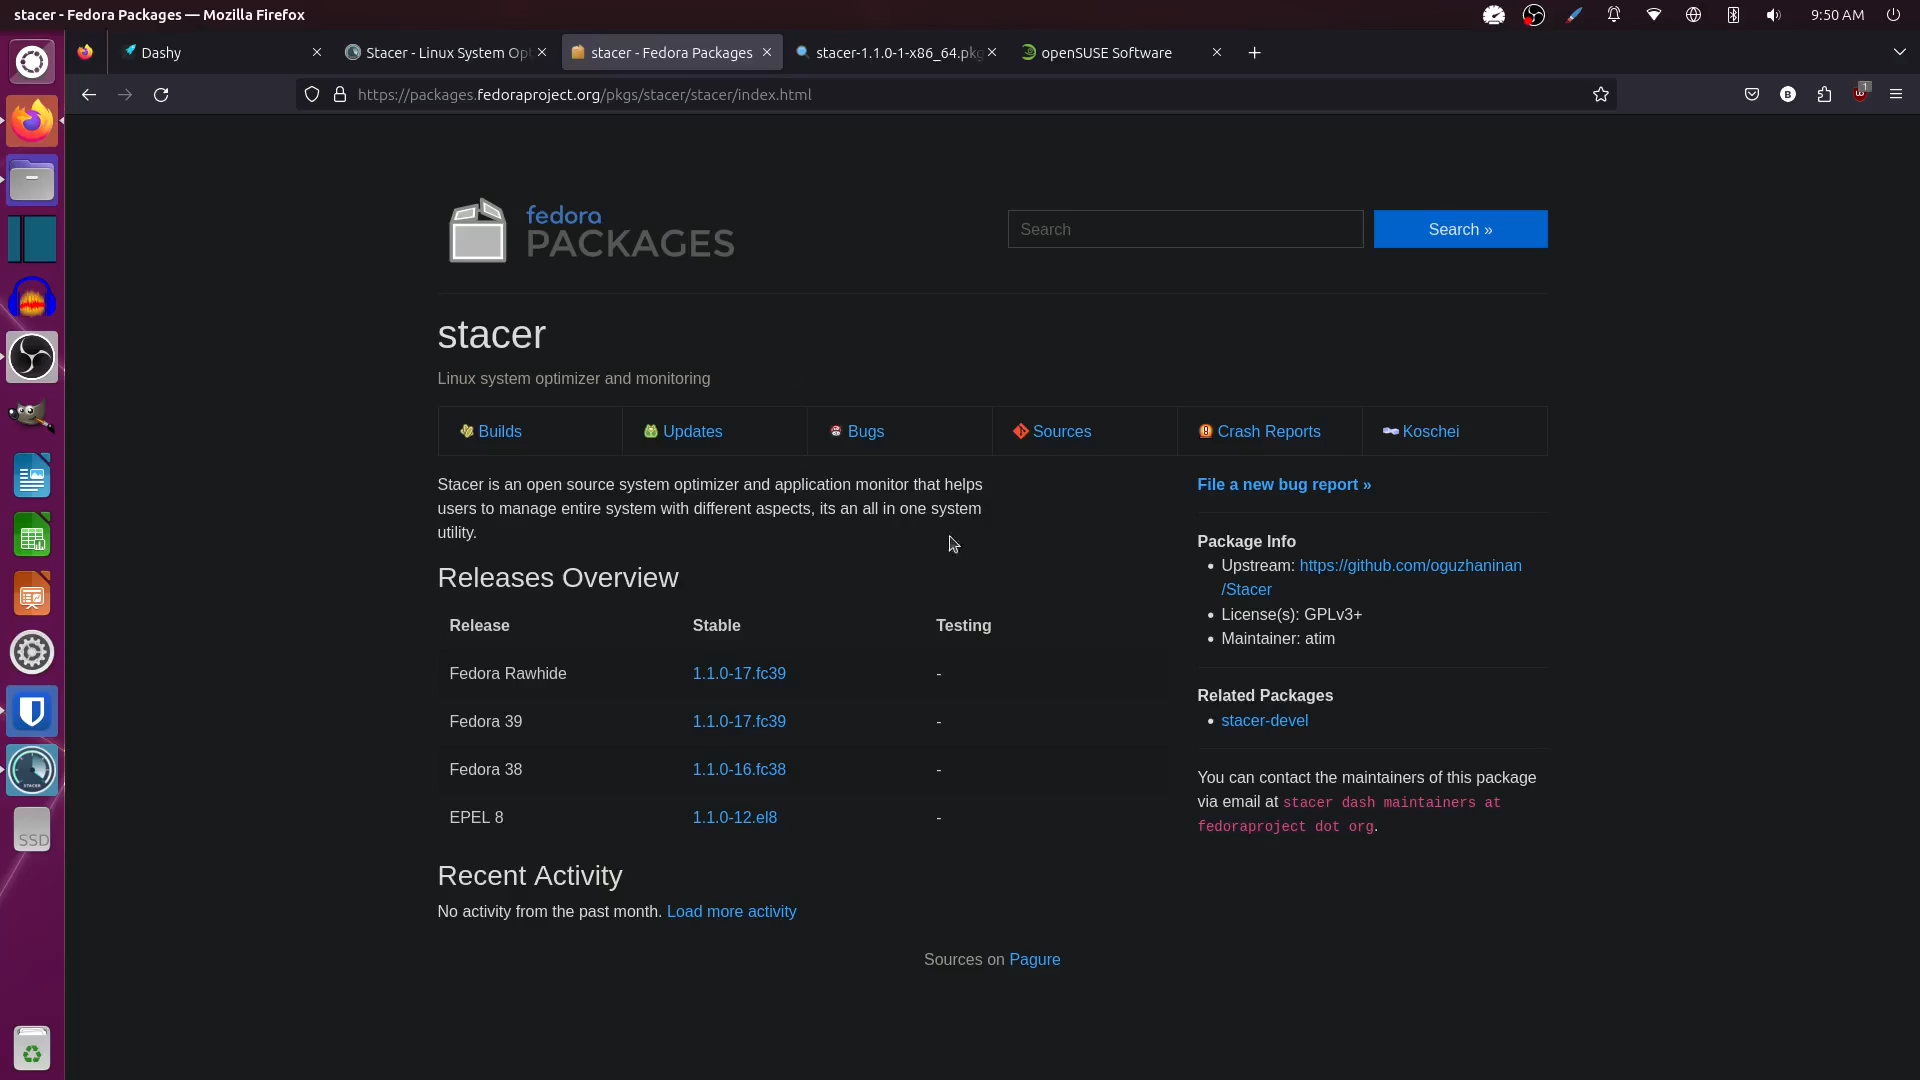 stacer - Fedora Packages — Mozilla Firefox
9:50 AM
Dashy
Stacer - Linux System Op
stacer - Fedora Packages
stacer-1.1.0-1-x86_64.pkg
openSUSE Software
https://packages.fedoraproject.org/pkgs/stacer/stacer/index.html
1
fedora
PACKAGES
Search
Search »
stacer
Linux system optimizer and monitoring
Builds
Updates
Bugs
Sources
Crash Reports
Koschei
Stacer is an open source system optimizer and application monitor that helps
users to manage entire system with different aspects, its an all in one system
utility.
Releases Overview
Release Stable Testing
Fedora Rawhide 1.1.0-17.fc39 -
Fedora 39 1.1.0-17.fc39 -
Fedora 38 1.1.0-16.fc38 -
EPEL 8 1.1.0-12.el8 -
Recent Activity
No activity from the past month. Load more activity
File a new bug report »
Package Info
Upstream: https://github.com/oguzhaninan
/Stacer
License(s): GPLv3+
Maintainer: atim
Related Packages
stacer-devel
You can contact the maintainers of this package
via email at stacer dash maintainers at
fedoraproject dot org.
Sources on Pagure
STACER
SSD